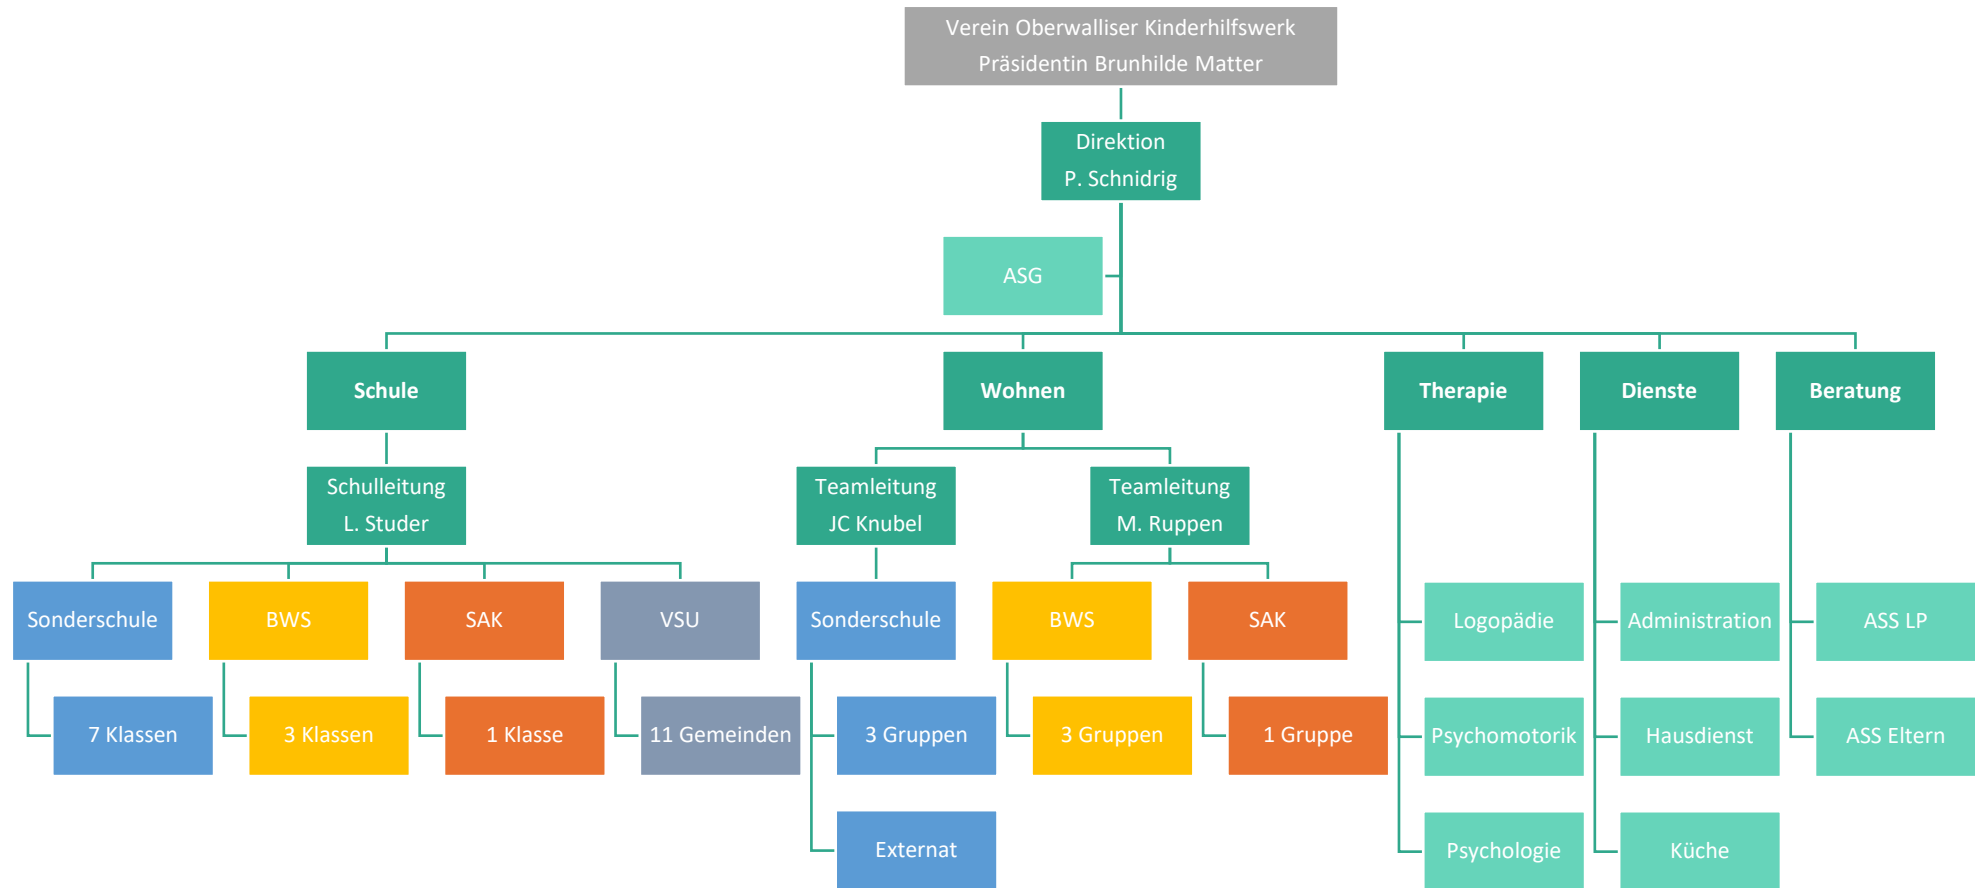 Verein Oberwalliser Kinderhilfswerk
Präsidentin Brunhilde Matter
Direktion
P. Schnidrig
ASG
Schule
Wohnen
Therapie
Dienste
Beratung
Schulleitung
L. Studer
Teamleitung
JC Knubel
Teamleitung
M. Ruppen
Sonderschule
BWS
SAK
VSU
Sonderschule
BWS
SAK
Logopädie
Administration
ASS LP
7 Klassen
3 Klassen
1 Klasse
11 Gemeinden
3 Gruppen
3 Gruppen
1 Gruppe
Psychomotorik
Hausdienst
ASS Eltern
Externat
Psychologie
Küche